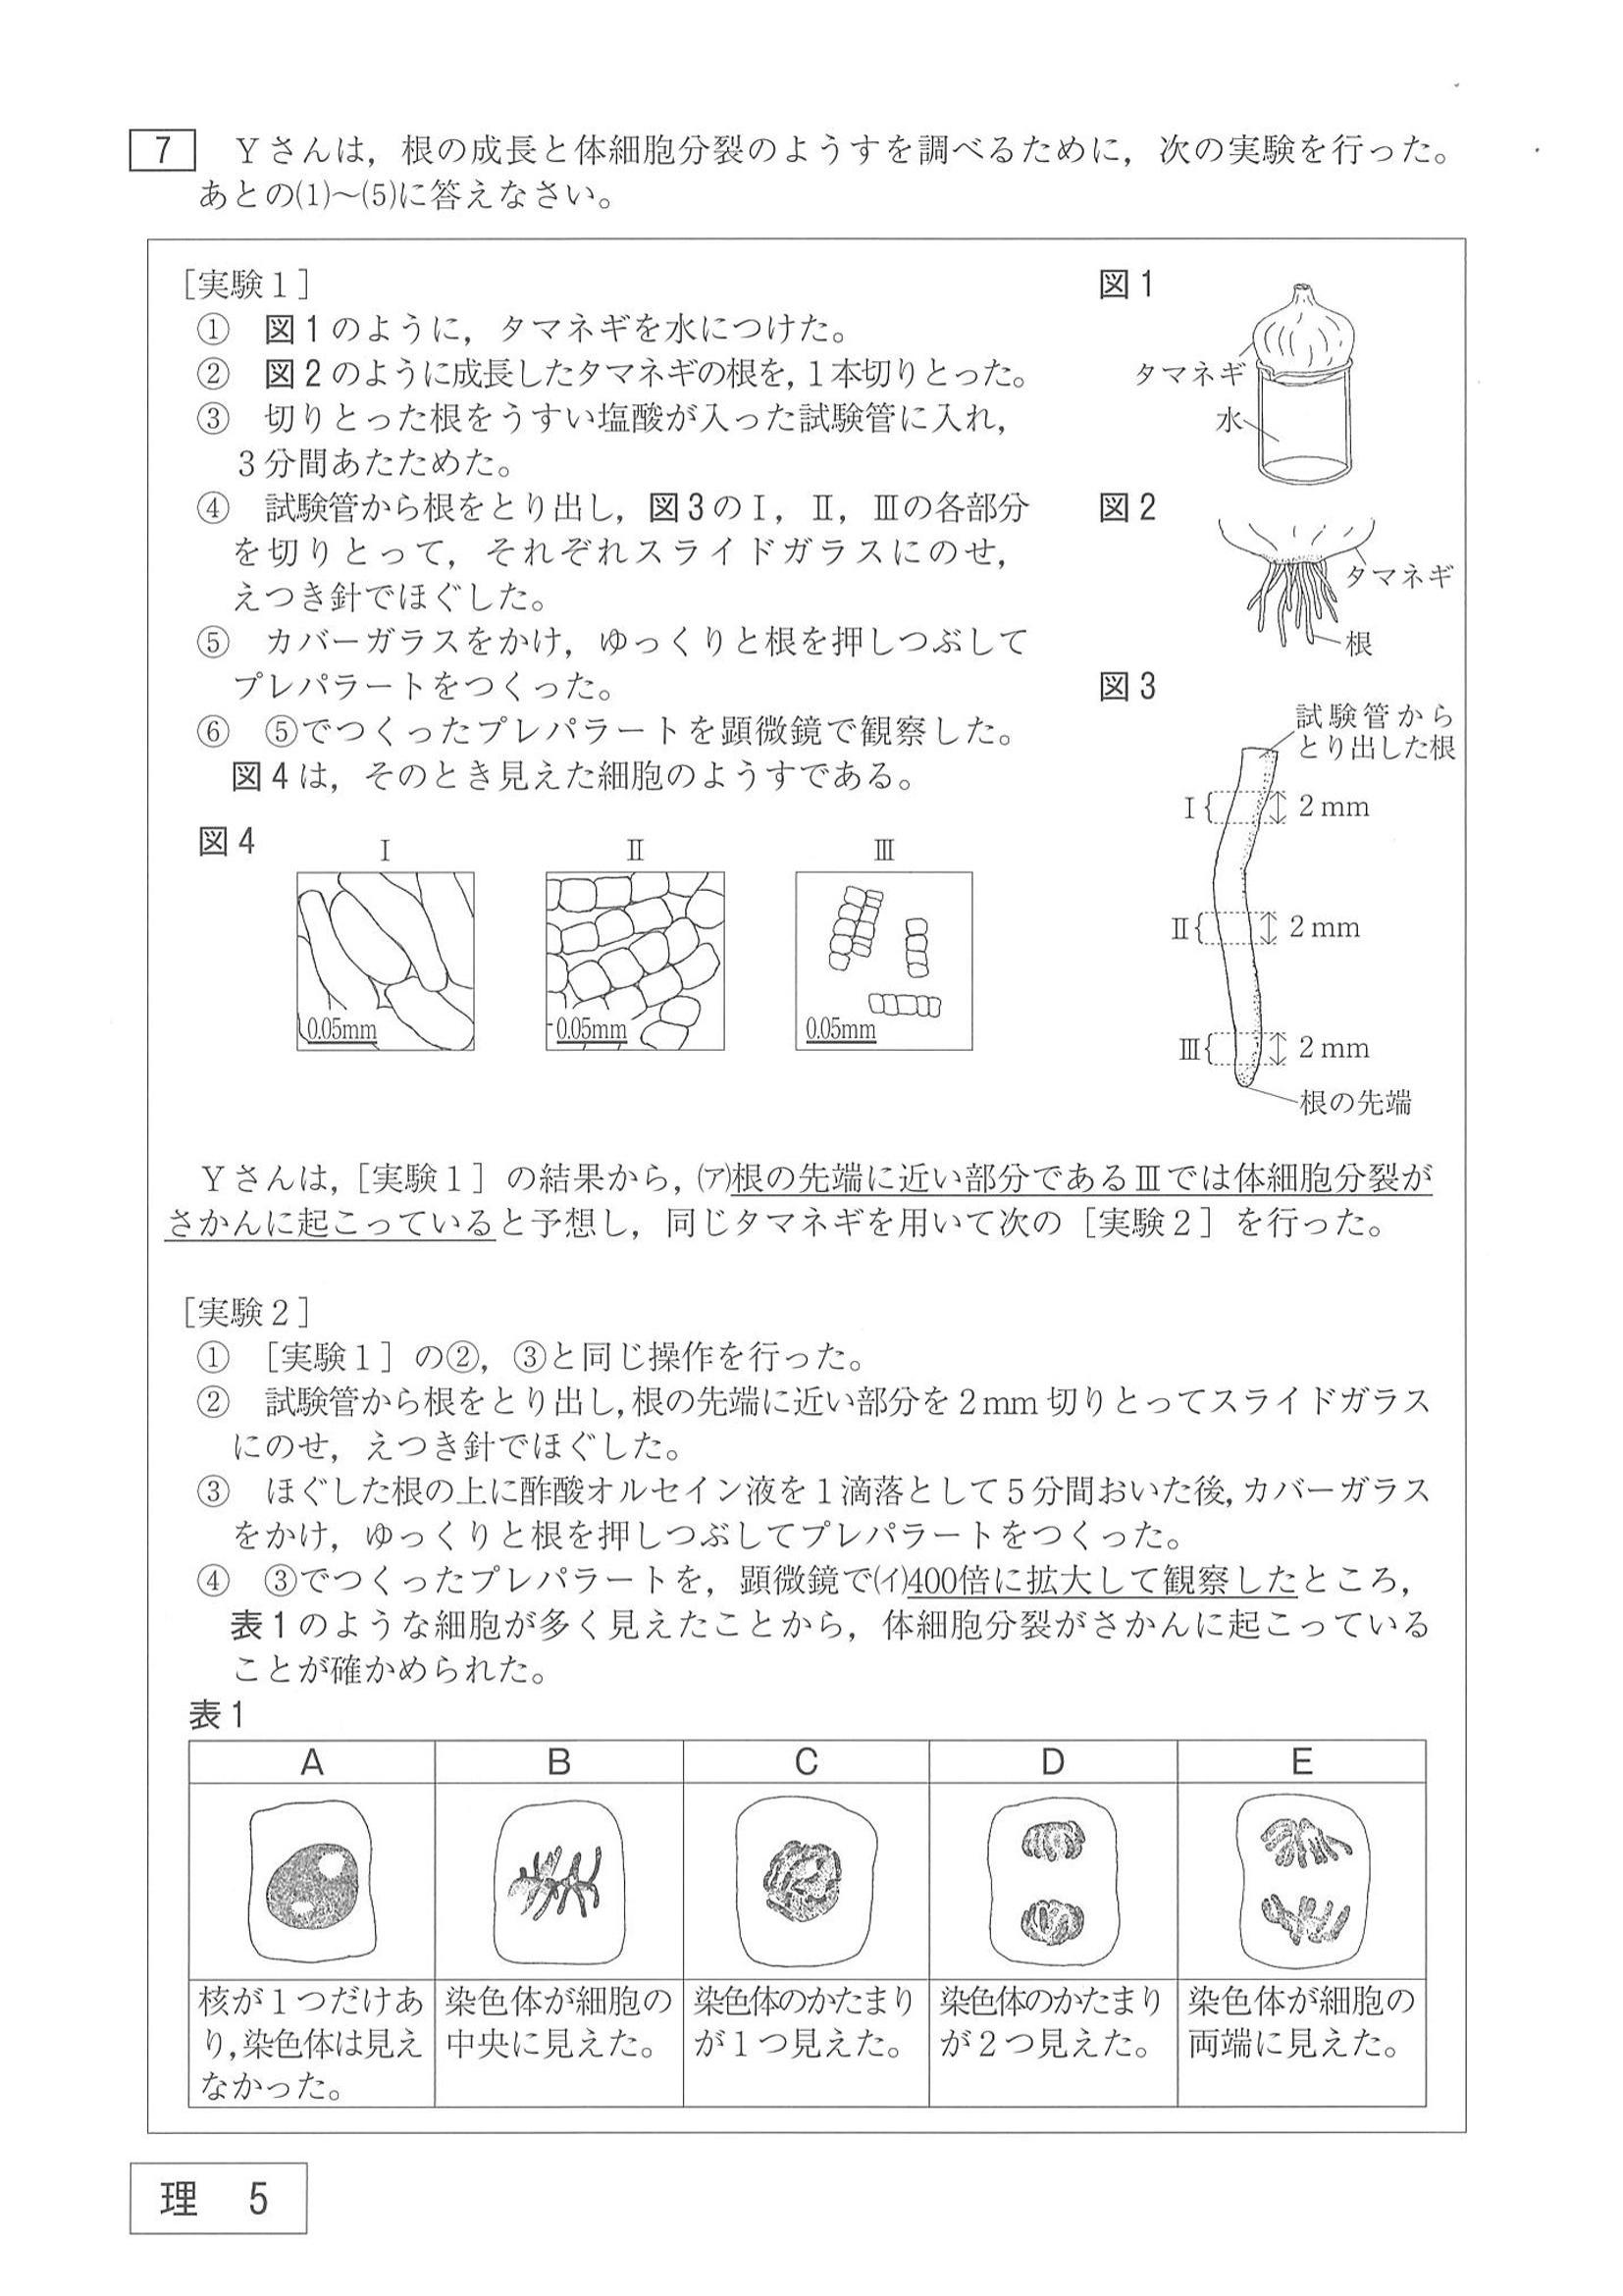 7 Yさんは，根の成長と体細胞分裂のようすを調べるために，次の実験を行った。
あとの⑴～⑸に答えなさい。
［実験１］
① 図１のように，タマネギを水につけた。
② 図２のように成長したタマネギの根を，１本切りとった。
③ 切りとった根をうすい塩酸が入った試験管に入れ，
３分間あたためた。
④ 試験管から根をとり出し，図３のⅠ，Ⅱ，Ⅲの各部分
を切りとって，それぞれスライドガラスにのせ，
えつき針でほぐした。
⑤ カバーガラスをかけ，ゆっくりと根を押しつぶして
プレパラートをつくった。
⑥ ⑤でつくったプレパラートを顕微鏡で観察した。
図４は，そのとき見えた細胞のようすである。
図１
タマネギ
水
図２
タマネギ
根
図３
試験管から
とり出した根
Ⅰ 2 mm
Ⅱ 2 mm
Ⅲ 2 mm
根の先端
図４
Ⅰ Ⅱ Ⅲ
0.05mm 0.05mm 0.05mm
Yさんは，［実験１］の結果から，(ア)根の先端に近い部分であるⅢでは体細胞分裂が
さかんに起こっていると予想し，同じタマネギを用いて次の［実験２］を行った。
［実験２］
① ［実験１］の②，③と同じ操作を行った。
② 試験管から根をとり出し，根の先端に近い部分を２mm 切りとってスライドガラス
にのせ，えつき針でほぐした。
③ ほぐした根の上に酢酸オルセイン液を１滴落として５分間おいた後，カバーガラス
をかけ，ゆっくりと根を押しつぶしてプレパラートをつくった。
④ ③でつくったプレパラートを，顕微鏡で(イ)400倍に拡大して観察したところ，
表１のような細胞が多く見えたことから，体細胞分裂がさかんに起こっている
ことが確かめられた。
表１
A B C D E
核が１つだけあ
り，染色体は見え
なかった。
染色体が細胞の
中央に見えた。
染色体のかたまり
が１つ見えた。
染色体のかたまり
が２つ見えた。
染色体が細胞の
両端に見えた。
理 5